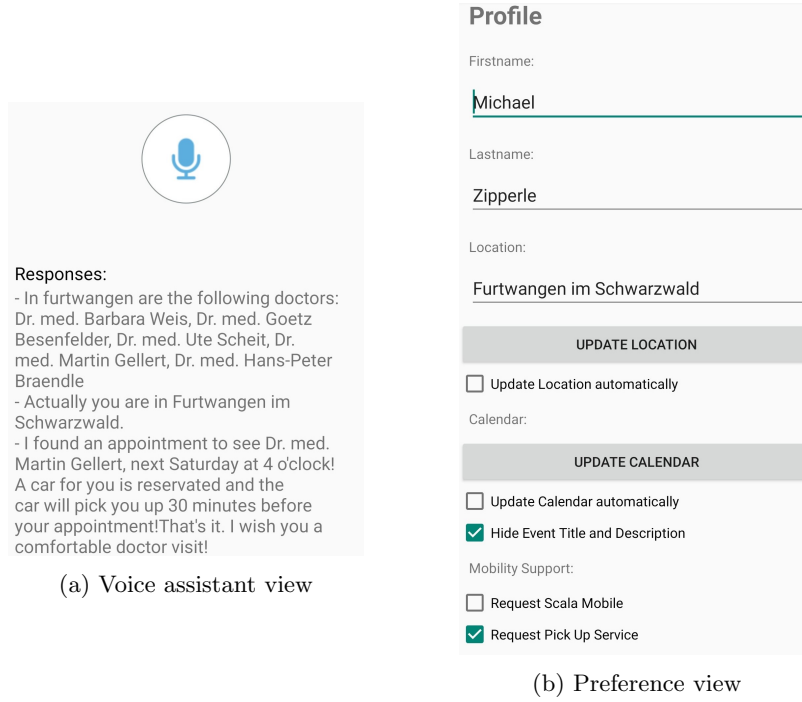 Responses:
- In furtwangen are the following doctors:
Dr. med. Barbara Weis, Dr. med. Goetz
Besenfelder, Dr. med. Ute Scheit, Dr.
med. Martin Gellert, Dr. med. Hans-Peter
Braendle
- Actually you are in Furtwangen im
Schwarzwald.
- I found an appointment to see Dr. med.
Martin Gellert, next Saturday at 4 o'clock!
A car for you is reservated and the
car will pick you up 30 minutes before
your appointment!That's it. I wish you a
comfortable doctor visit!
(a) Voice assistant view
Profile
Firstname:
Michael
Lastname:
Zipperle
Location:
Furtwangen im Schwarzwald
UPDATE LOCATION
Update Location automatically
Calendar:
UPDATE CALENDAR
Update Calendar automatically
Hide Event Title and Description
Mobility Support:
Request Scala Mobile
Request Pick Up Service
(b) Preference view